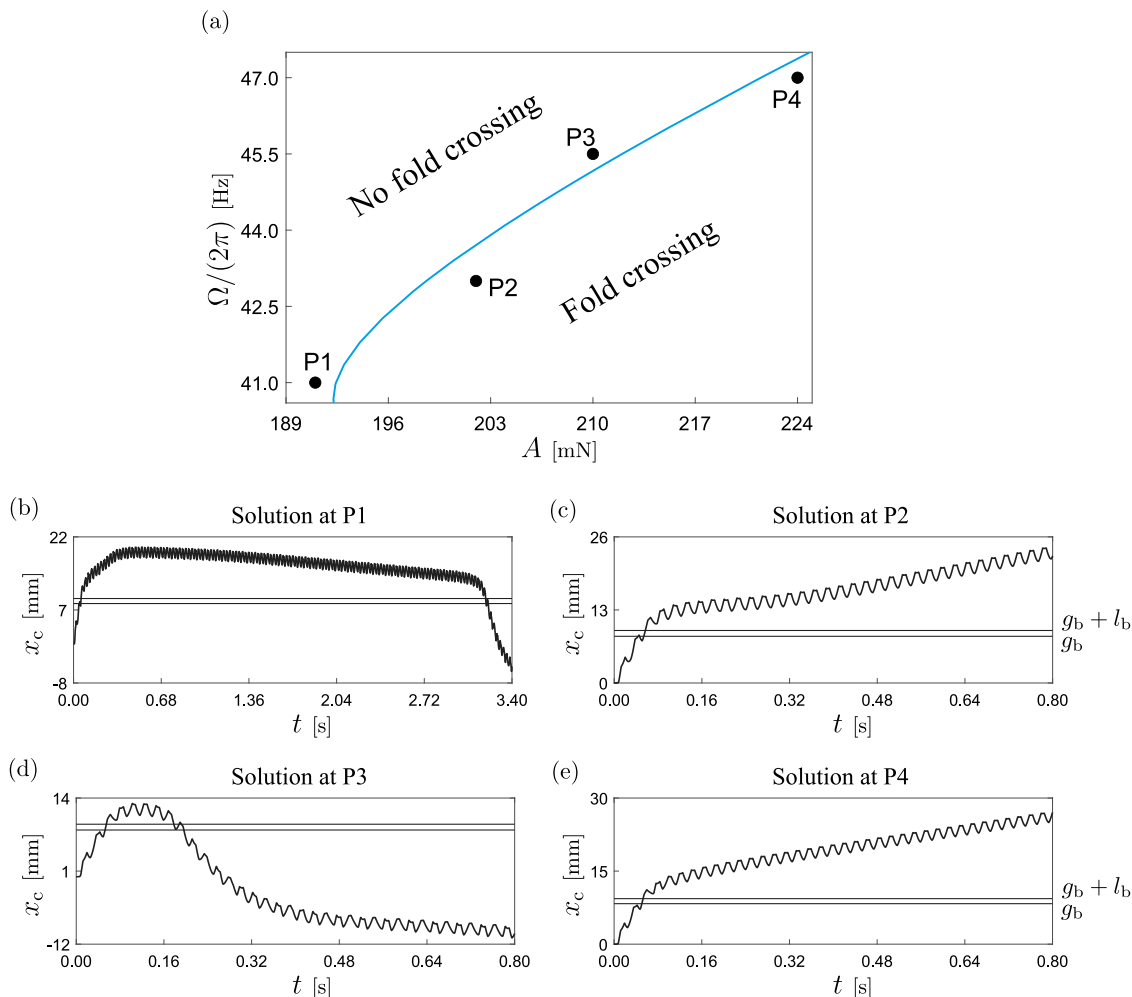 (a)
47.0
45.5
44.0
42.5
41.0
Ω/(2π) [Hz]
No fold crossing
Fold crossing
P1
P2
P3
P4
189 196 203 210 217 224
A [mN]
(b)
Solution at P1
22
7
-8
x_c [mm]
0.00 0.68 1.36 2.04 2.72 3.40
t [s]
(c)
Solution at P2
26
13
0
x_c [mm]
g_b + l_b
g_b
0.00 0.16 0.32 0.48 0.64 0.80
t [s]
(d)
Solution at P3
14
1
-12
x_c [mm]
0.00 0.16 0.32 0.48 0.64 0.80
t [s]
(e)
Solution at P4
30
15
0
x_c [mm]
g_b + l_b
g_b
0.00 0.16 0.32 0.48 0.64 0.80
t [s]